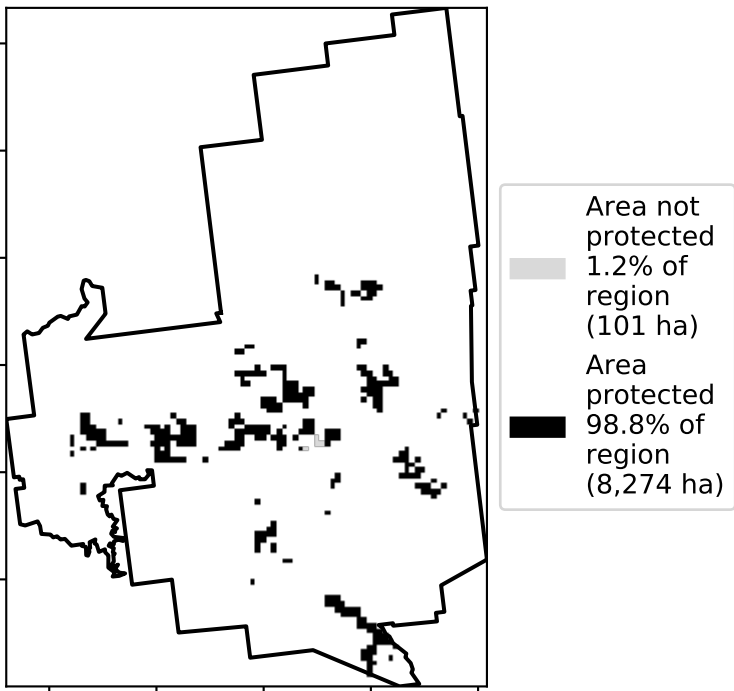 Area not
protected
1.2% of
region
(101 ha)
Area
protected
98.8% of
region
(8,274 ha)